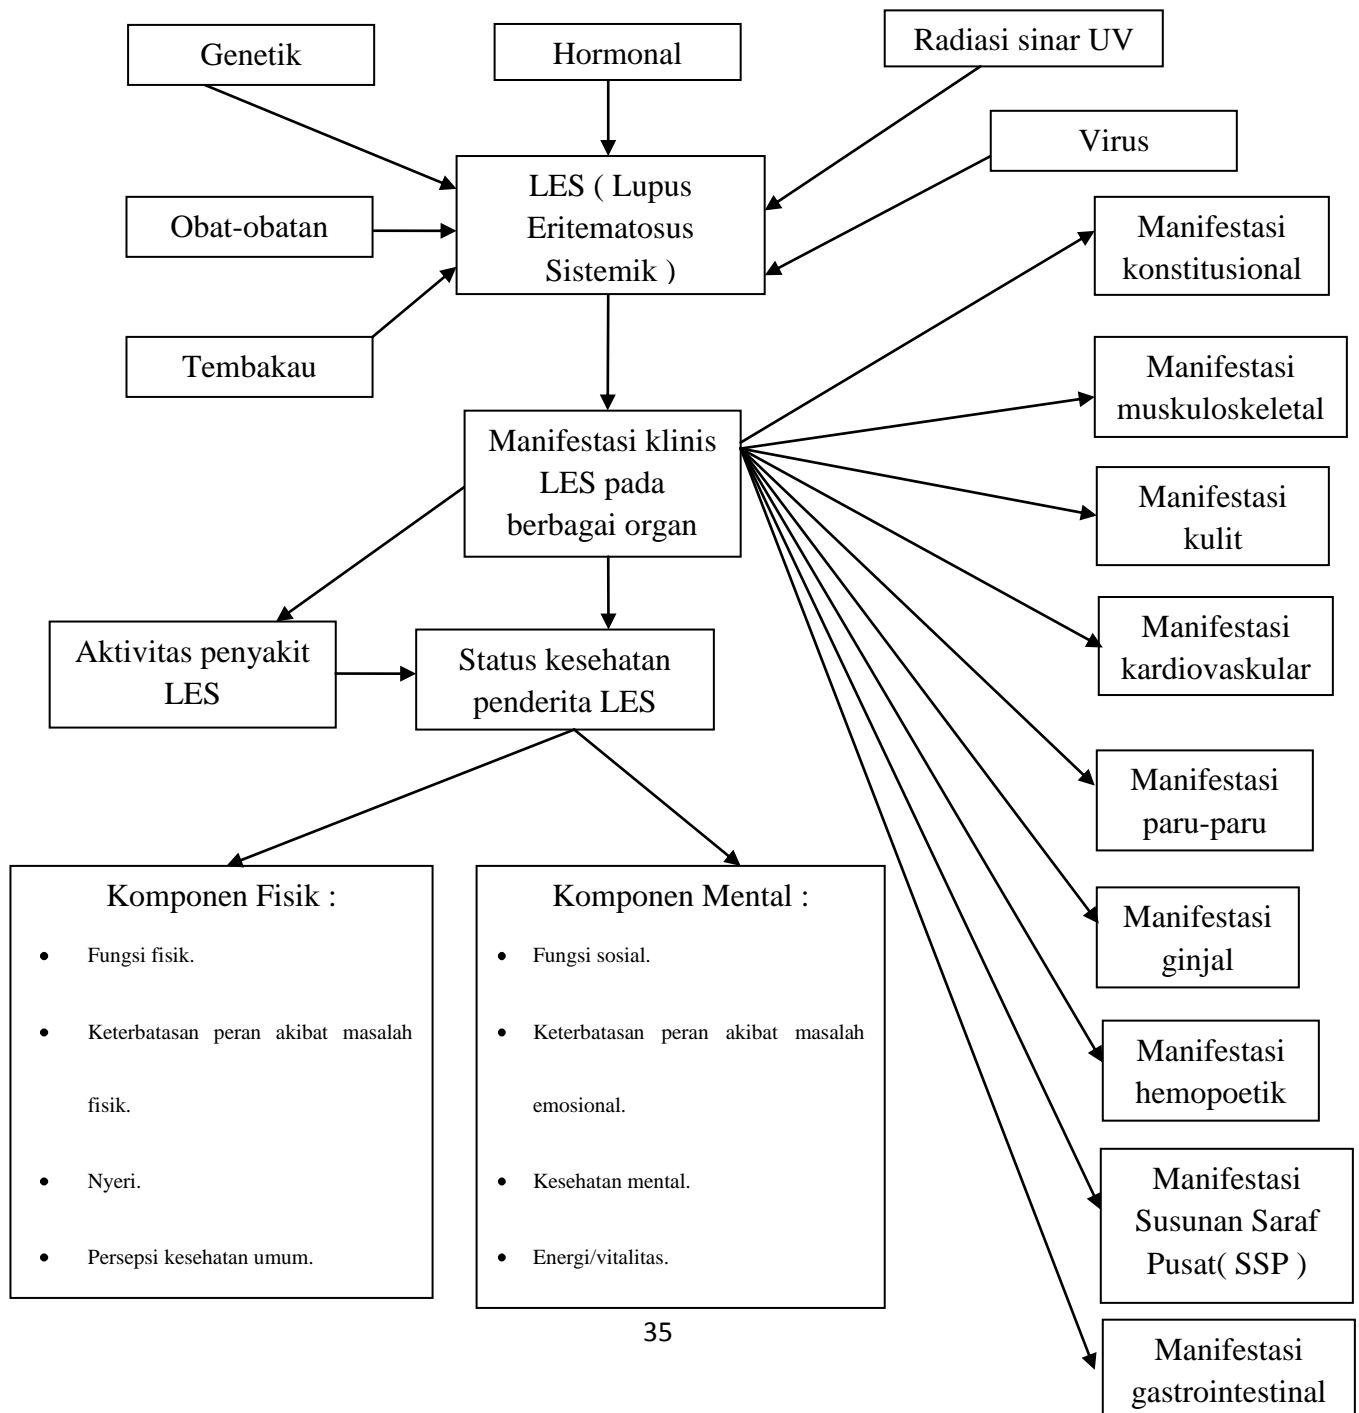 Genetik
Hormonal
Radiasi sinar UV
Virus
LES ( Lupus
Eritematosus
Sistemik )
Obat-obatan
Tembakau
Manifestasi klinis
LES pada
berbagai organ
Manifestasi
konstitusional
Manifestasi
muskuloskeletal
Manifestasi
kulit
Manifestasi
kardiovaskular
Manifestasi
paru-paru
Manifestasi
ginjal
Manifestasi
hemopoetik
Manifestasi
Susunan Saraf
Pusat( SSP )
Manifestasi
gastrointestinal
Aktivitas penyakit
LES
Status kesehatan
penderita LES
Komponen Fisik :
• Fungsi fisik.
• Keterbatasan peran akibat masalah
fisik.
• Nyeri.
• Persepsi kesehatan umum.
Komponen Mental :
• Fungsi sosial.
• Keterbatasan peran akibat masalah
emosional.
• Kesehatan mental.
• Energi/vitalitas.
35